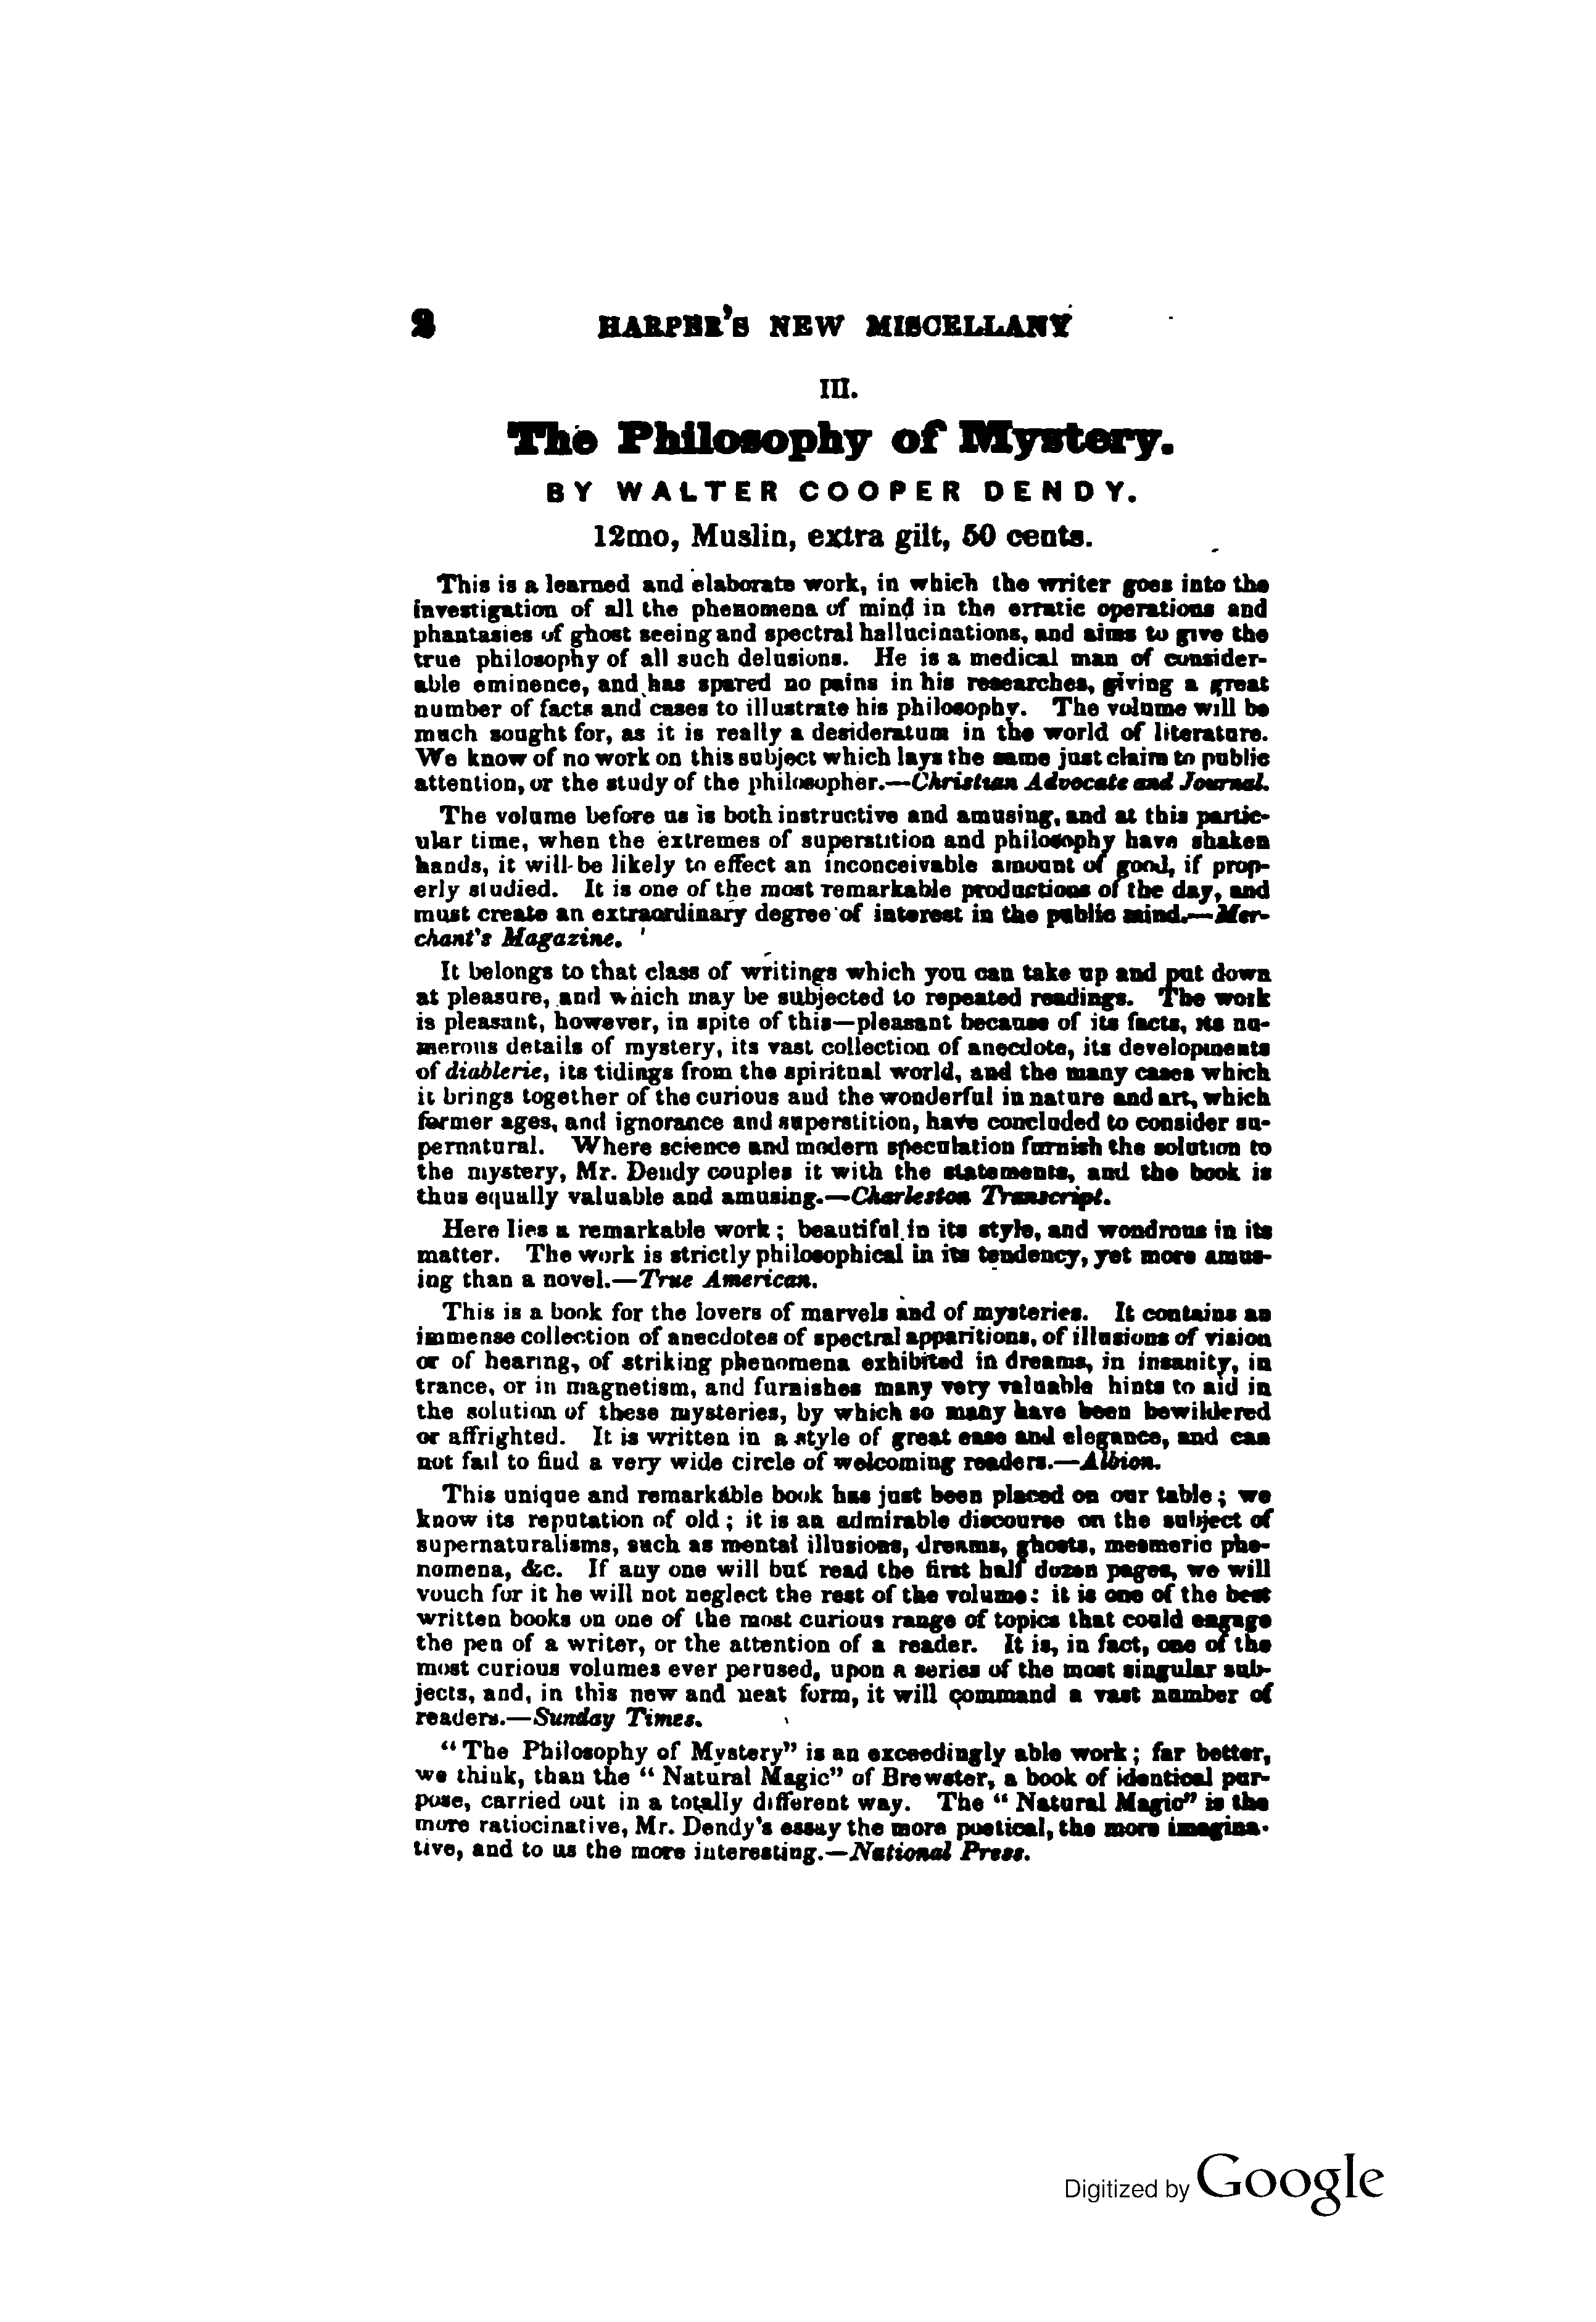 2 HARPER'S NEW MISCELLANY
III.
The Philosophy of Mystery.
BY WALTER COOPER DENDY.
12mo, Muslin, extra gilt, 50 cents.
This is a learned and elaborate work, in which the writer goes into the
investigation of all the phenomena of mind in the erratic operations and
phantasies of ghost seeing and spectral hallucinations, and aims to give the
true philosophy of all such delusions. He is a medical man of consider-
able eminence, and has spared no pains in his researches, giving a great
number of facts and cases to illustrate his philosophy. The volume will be
much sought for, as it is really a desideratum in the world of literature.
We know of no work on this subject which lays the same just claim to public
attention, or the study of the philosopher.—Christian Advocate and Journal.
The volume before us is both instructive and amusing, and at this partic-
ular time, when the extremes of superstition and philosophy have shaken
hands, it will be likely to effect an inconceivable amount of good, if prop-
erly studied. It is one of the most remarkable productions of the day, and
must create an extraordinary degree of interest in the public mind.—Mer-
chant's Magazine.
It belongs to that class of writings which you can take up and put down
at pleasure, and which may be subjected to repeated readings. The work
is pleasant, however, in spite of this—pleasant because of its facts, its nu-
merous details of mystery, its vast collection of anecdote, its developments
of diablerie, its tidings from the spiritual world, and the many cases which
it brings together of the curious and the wonderful in nature and art, which
former ages, and ignorance and superstition, have concluded to consider su-
pernatural. Where science and modern speculation furnish the solution to
the mystery, Mr. Dendy couples it with the statements, and the book is
thus equally valuable and amusing.—Charleston Transcript.
Here lies a remarkable work; beautiful in its style, and wondrous in its
matter. The work is strictly philosophical in its tendency, yet more amus-
ing than a novel.—True American.
This is a book for the lovers of marvels and of mysteries. It contains an
immense collection of anecdotes of spectral apparitions, of illusions of vision
or of hearing, of striking phenomena exhibited in dreams, in insanity, in
trance, or in magnetism, and furnishes many very valuable hints to aid in
the solution of these mysteries, by which so many have been bewildered
or affrighted. It is written in a style of great ease and elegance, and can
not fail to find a very wide circle of welcoming readers.—Albion.
This unique and remarkable book has just been placed on our table; we
know its reputation of old; it is an admirable discourse on the subject of
supernaturalisms, such as mental illusions, dreams, ghosts, mesmeric phe-
nomena, &c. If any one will but read the first half dozen pages, we will
vouch for it he will not neglect the rest of the volume: it is one of the best
written books on one of the most curious range of topics that could engage
the pen of a writer, or the attention of a reader. It is, in fact, one of the
most curious volumes ever perused, upon a series of the most singular sub-
jects, and, in this new and neat form, it will command a vast number of
readers.—Sunday Times.
"The Philosophy of Mystery" is an exceedingly able work; far better,
we think, than the "Natural Magic" of Brewster, a book of identical pur-
pose, carried out in a totally different way. The "Natural Magic" is the
more ratiocinative, Mr. Dendy's essay the more poetical, the more imagina-
tive, and to us the more interesting.—National Press.
Digitized by Google